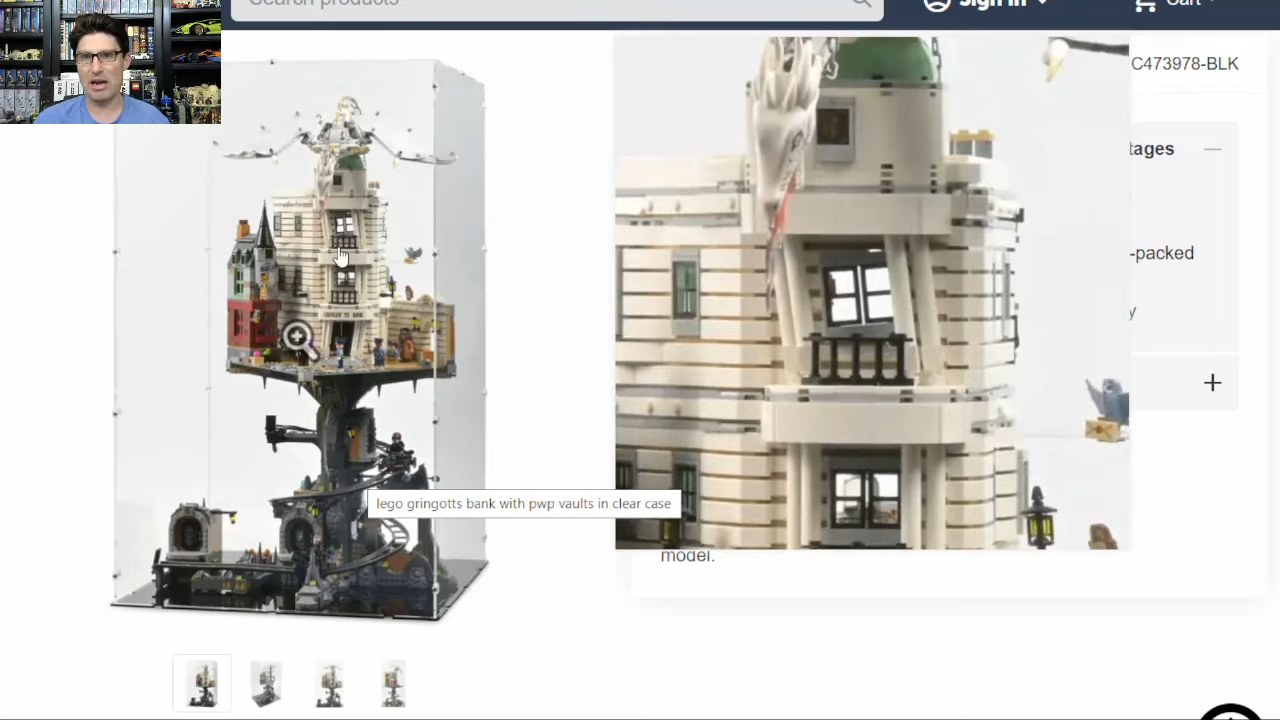 Search products
Sign in
Cart
C473978-BLK
tages
-packed
y
lego gringotts bank with pwp vaults in clear case
model.